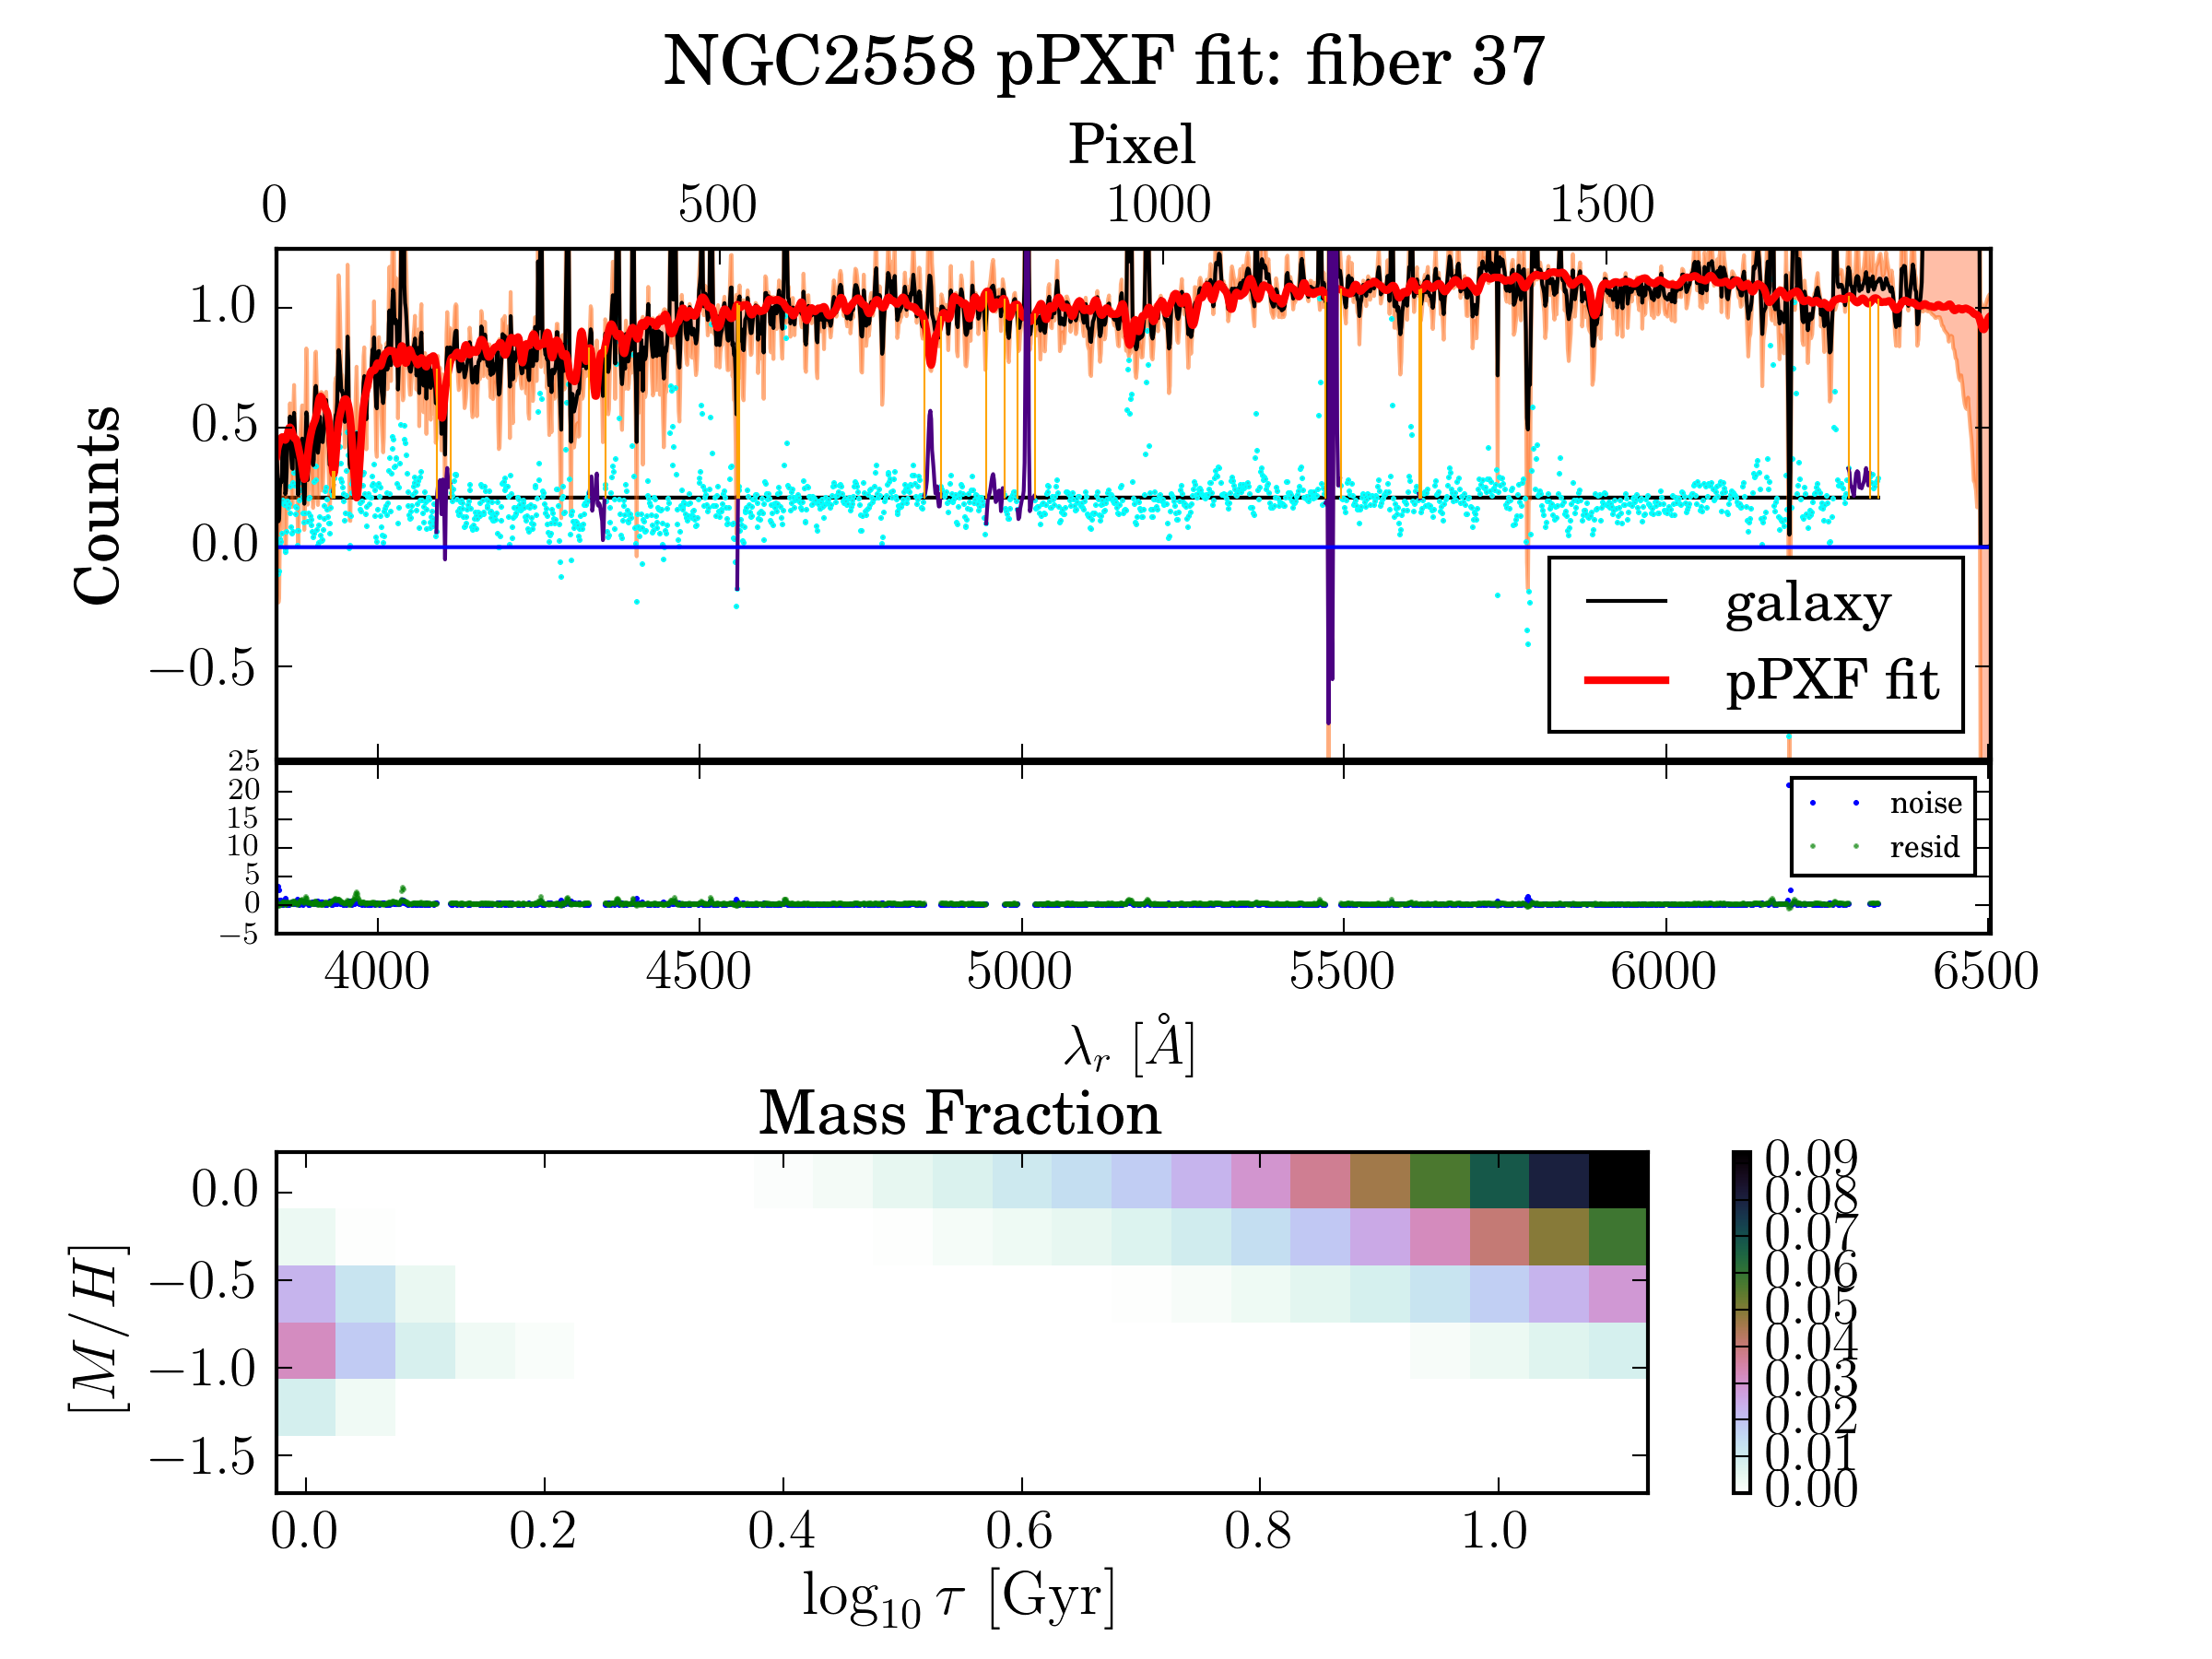 NGC2558 pPXF fit: fiber 37
Pixel
0 500 1000 1500
1.0
0.5
0.0
−0.5
Counts
galaxy
pPXF fit
25
20
15
10
5
0
−5
noise
resid
4000 4500 5000 5500 6000 6500
λr [Å]
Mass Fraction
0.0
−0.5
−1.0
−1.5
[M/H]
0.0 0.2 0.4 0.6 0.8 1.0
log10 τ [Gyr]
0.09
0.08
0.07
0.06
0.05
0.04
0.03
0.02
0.01
0.00